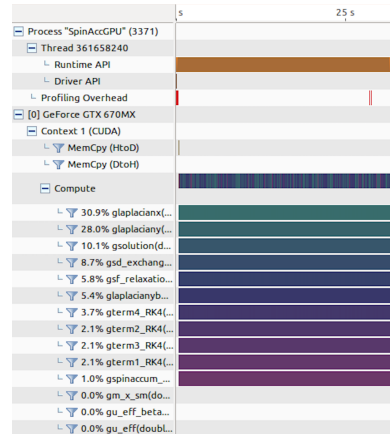 s
25 s
Process "SpinAccGPU" (3371)
Thread 361658240
Runtime API
Driver API
Profiling Overhead
[0] GeForce GTX 670MX
Context 1 (CUDA)
MemCpy (HtoD)
MemCpy (DtoH)
Compute
30.9% glaplacianx(...
28.0% glaplaciany(...
10.1% gsolution(d...
8.7% gsd_exchang...
5.8% gsf_relaxatio...
5.4% glaplacianyb...
3.7% gterm4_RK4(...
2.1% gterm2_RK4(...
2.1% gterm3_RK4(...
2.1% gterm1_RK4(...
1.0% gspinaccum_...
0.0% gm_x_sm(do...
0.0% gu_eff_beta...
0.0% gu_eff(doubl...